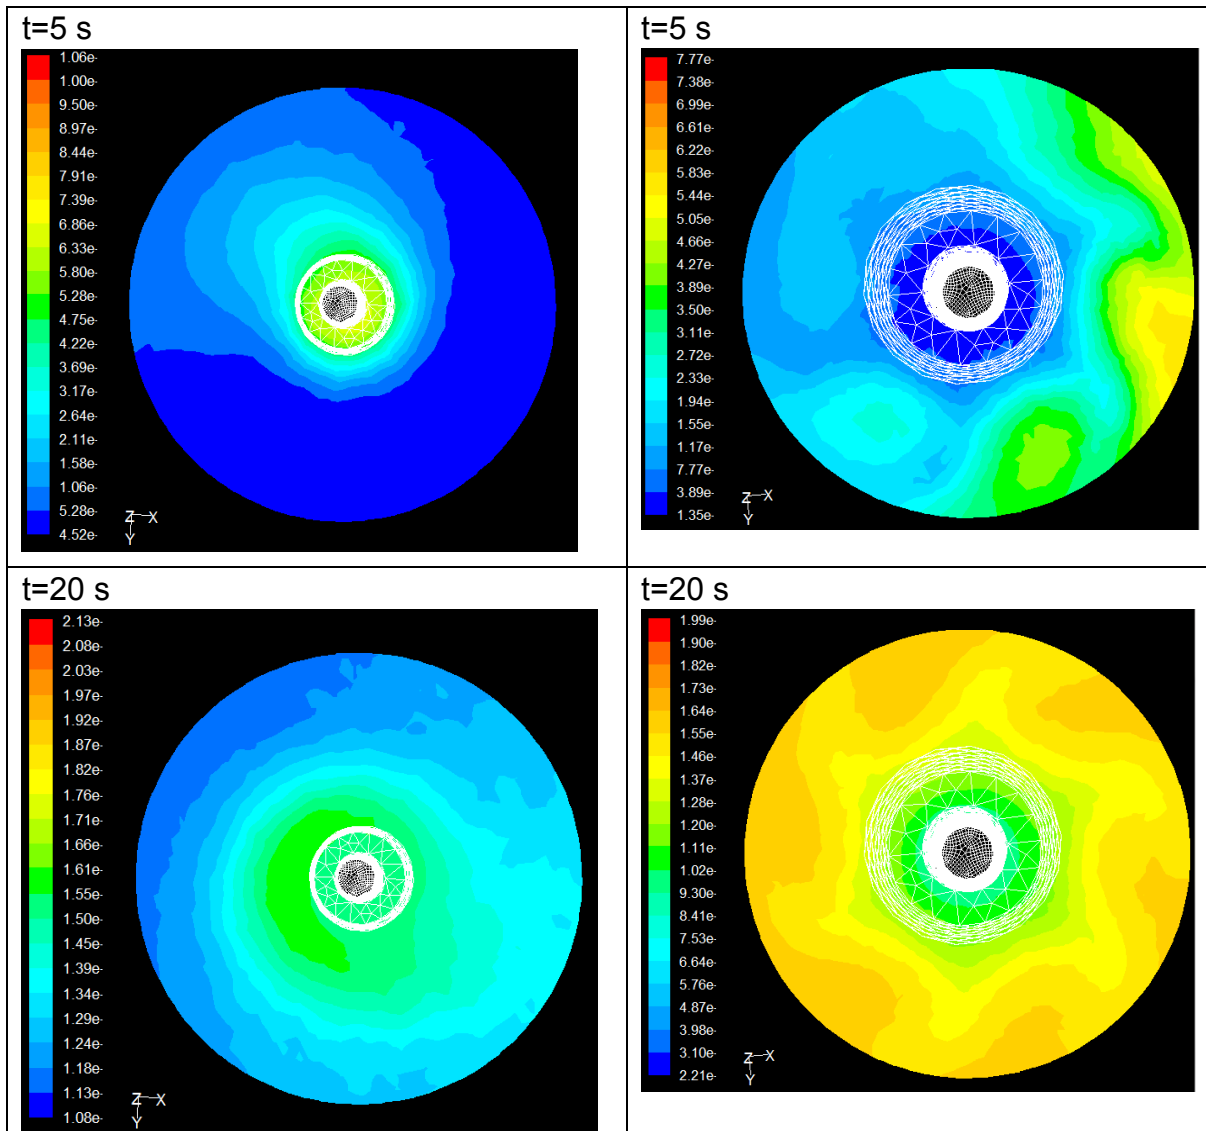 t=5 s
1.06e-
1.00e-
9.50e-
8.97e-
8.44e-
7.91e-
7.39e-
6.86e-
6.33e-
5.80e-
5.28e-
4.75e-
4.22e-
3.69e-
3.17e-
2.64e-
2.11e-
1.58e-
1.06e-
5.28e-
4.52e-
Z X
Y
t=5 s
7.77e-
7.38e-
6.99e-
6.61e-
6.22e-
5.83e-
5.44e-
5.05e-
4.66e-
4.27e-
3.89e-
3.50e-
3.11e-
2.72e-
2.33e-
1.94e-
1.55e-
1.17e-
7.77e-
3.89e-
1.35e-
Z X
Y
t=20 s
2.13e-
2.08e-
2.03e-
1.97e-
1.92e-
1.87e-
1.82e-
1.76e-
1.71e-
1.66e-
1.61e-
1.55e-
1.50e-
1.45e-
1.39e-
1.34e-
1.29e-
1.24e-
1.18e-
1.13e-
1.08e-
Z X
Y
t=20 s
1.99e-
1.90e-
1.82e-
1.73e-
1.64e-
1.55e-
1.46e-
1.37e-
1.28e-
1.20e-
1.11e-
1.02e-
9.30e-
8.41e-
7.53e-
6.64e-
5.76e-
4.87e-
3.98e-
3.10e-
2.21e-
Z X
Y